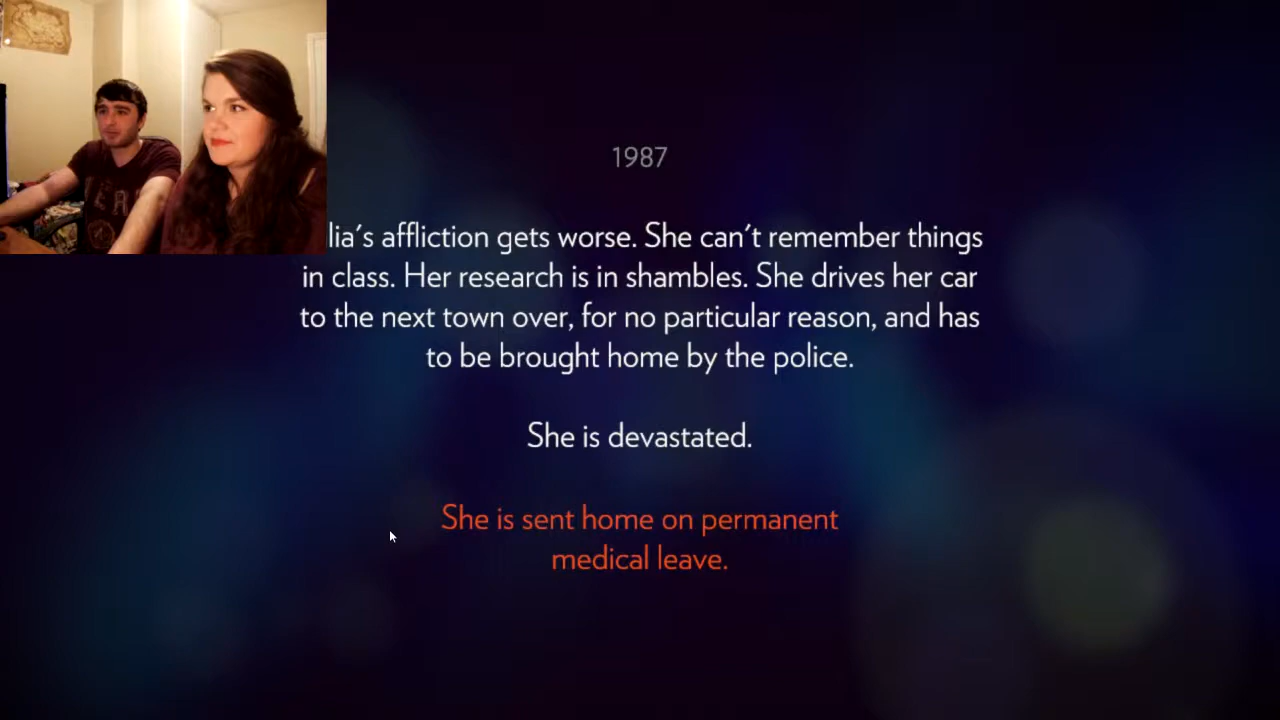 1987
lia's affliction gets worse. She can't remember things
in class. Her research is in shambles. She drives her car
to the next town over, for no particular reason, and has
to be brought home by the police.
She is devastated.
She is sent home on permanent
medical leave.